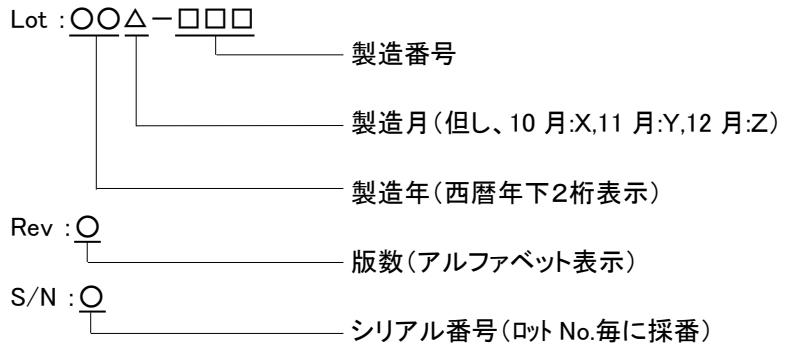 Lot :○○△－□□□
製造番号
製造月（但し、10 月:X,11 月:Y,12 月:Z）
製造年（西暦年下２桁表示）
Rev :○
版数（アルファベット表示）
S/N :○
シリアル番号（ﾛｯﾄ No.毎に採番）